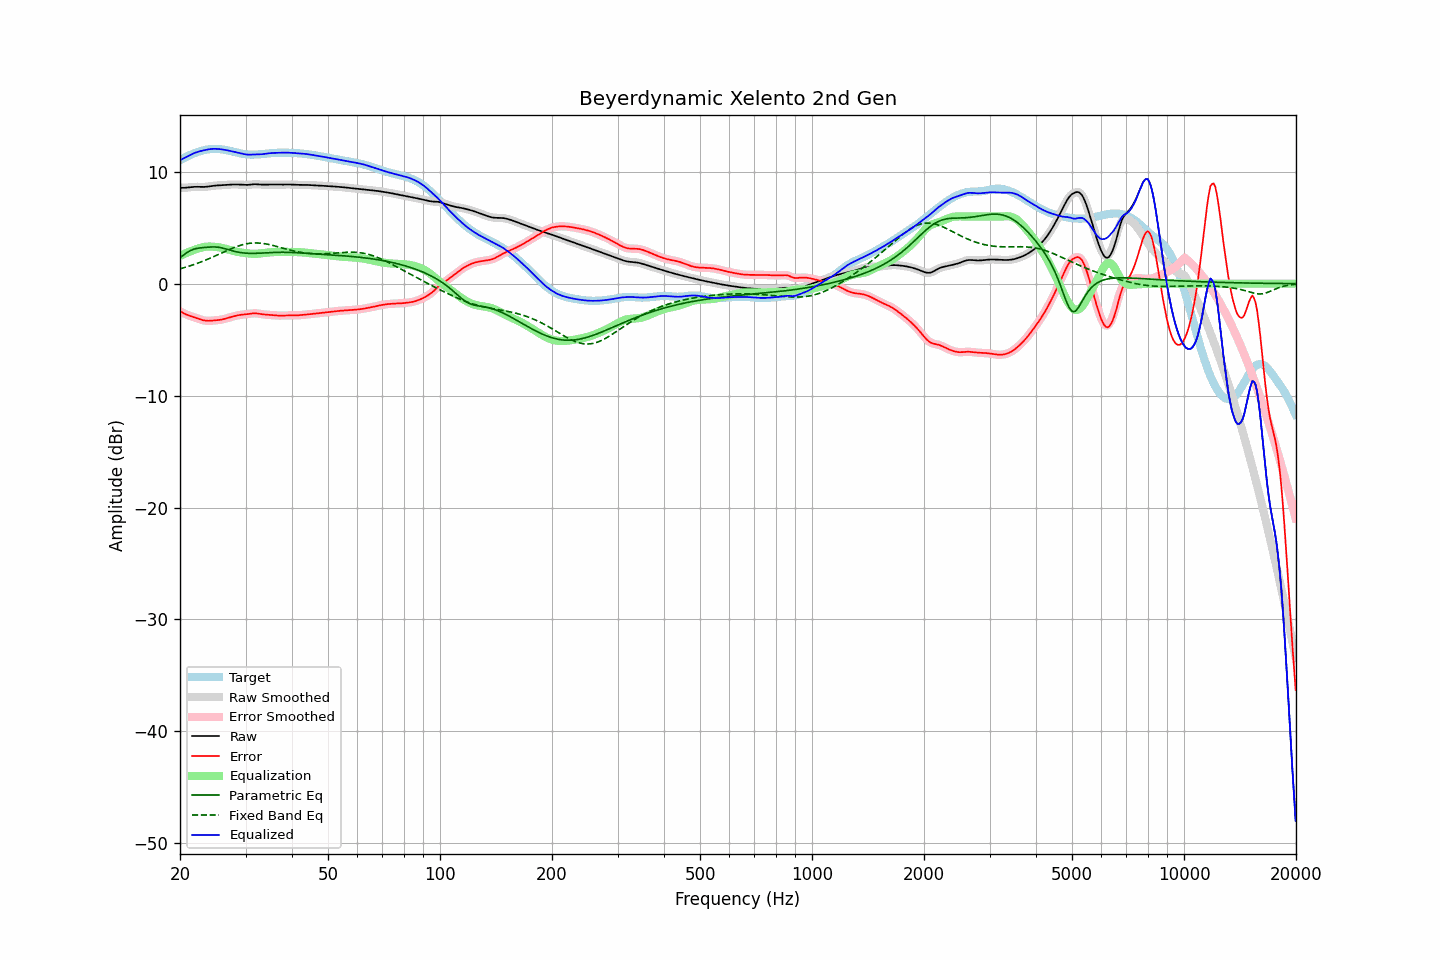 Beyerdynamic Xelento 2nd Gen
Amplitude (dBr)
10
0
−10
−20
−30
−40
−50
Target
Raw Smoothed
Error Smoothed
Raw
Error
Equalization
Parametric Eq
Fixed Band Eq
Equalized
20 50 100 200 500 1000 2000 5000 10000 20000
Frequency (Hz)